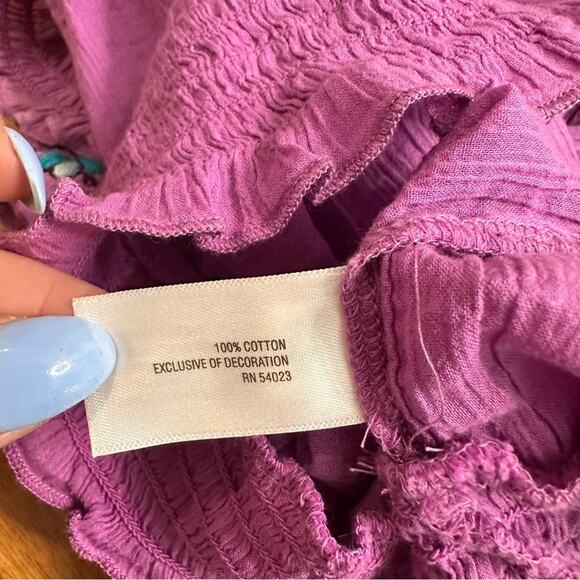 100% COTTON
EXCLUSIVE OF DECORATION
RN 54023